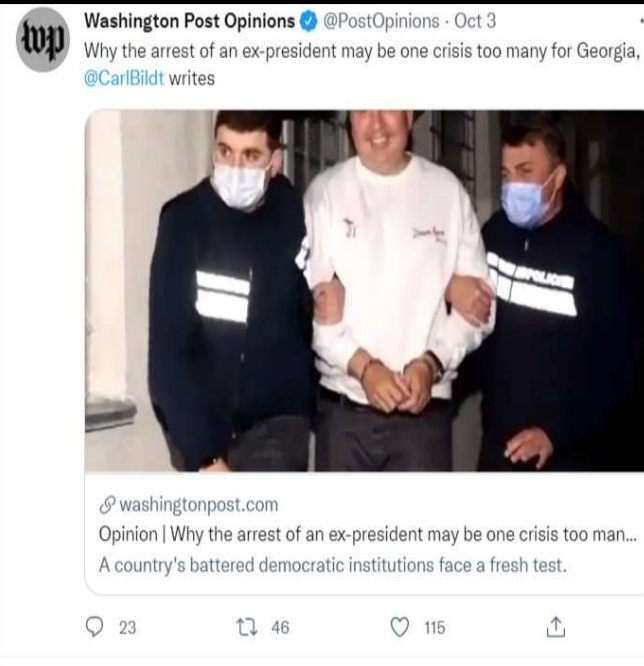 wp
Washington Post Opinions @PostOpinions · Oct 3
Why the arrest of an ex-president may be one crisis too many for Georgia,
@CarlBildt writes
POLICE
washingtonpost.com
Opinion | Why the arrest of an ex-president may be one crisis too man...
A country's battered democratic institutions face a fresh test.
23 46 115